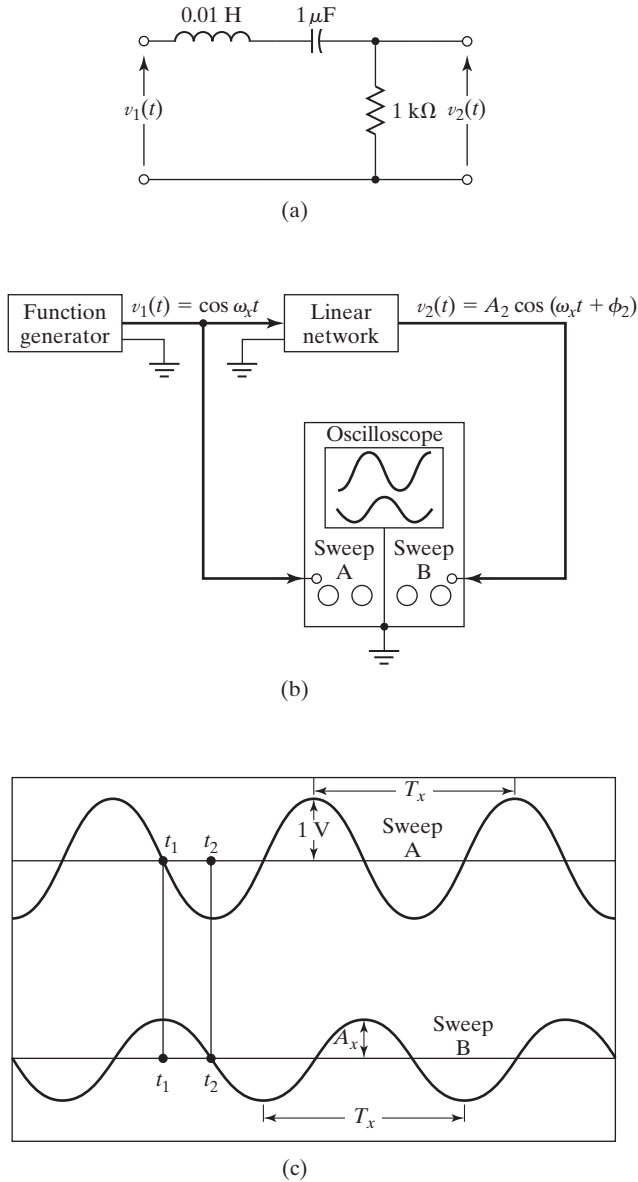 0.01 H
1 μF
v₁(t)
1 kΩ
v₂(t)
(a)
Function
generator
v₁(t) = cos ωₓt
Linear
network
v₂(t) = A₂ cos (ωₓt + ϕ₂)
Oscilloscope
Sweep
A
Sweep
B
(b)
Tₓ
1 V
Sweep
A
t₁
t₂
Sweep
B
Aₓ
t₁
t₂
Tₓ
(c)